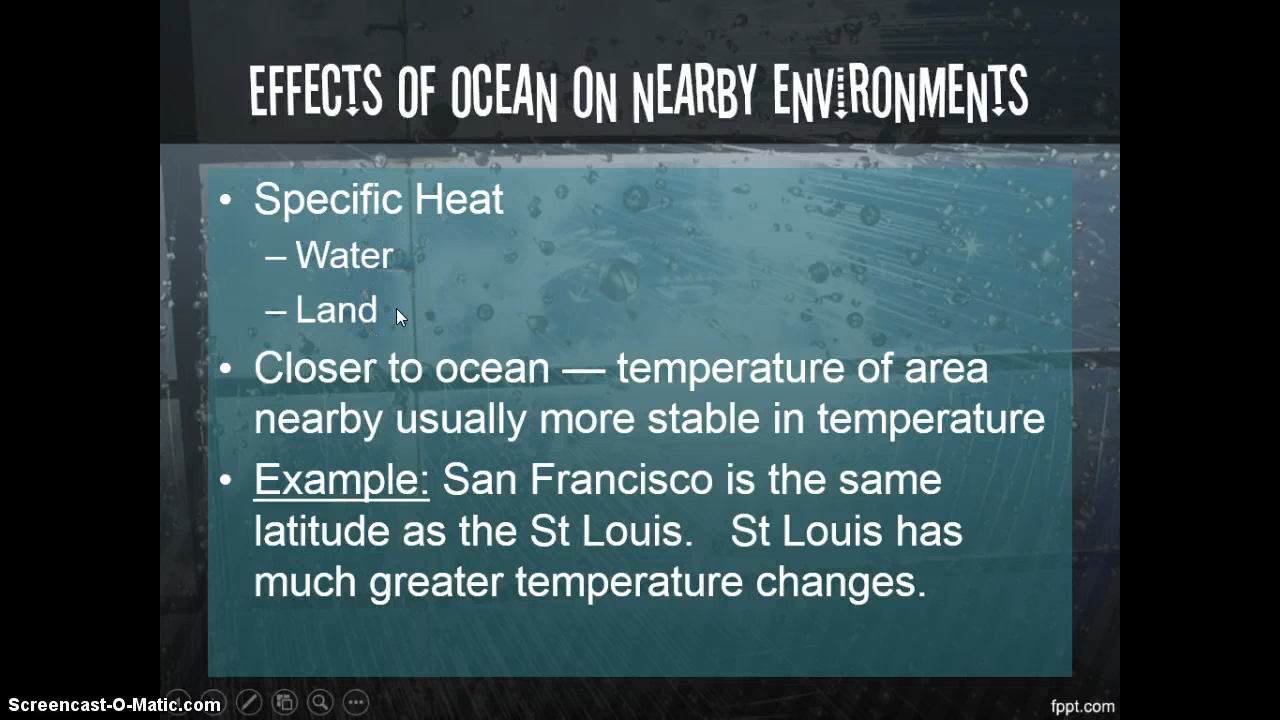 EFFECTS OF OCEAN ON NEARBY ENVIRONMENTS
• Specific Heat
– Water
– Land
• Closer to ocean — temperature of area
nearby usually more stable in temperature
• Example: San Francisco is the same
latitude as the St Louis. St Louis has
much greater temperature changes.
Screencast-O-Matic.com
fppt.com